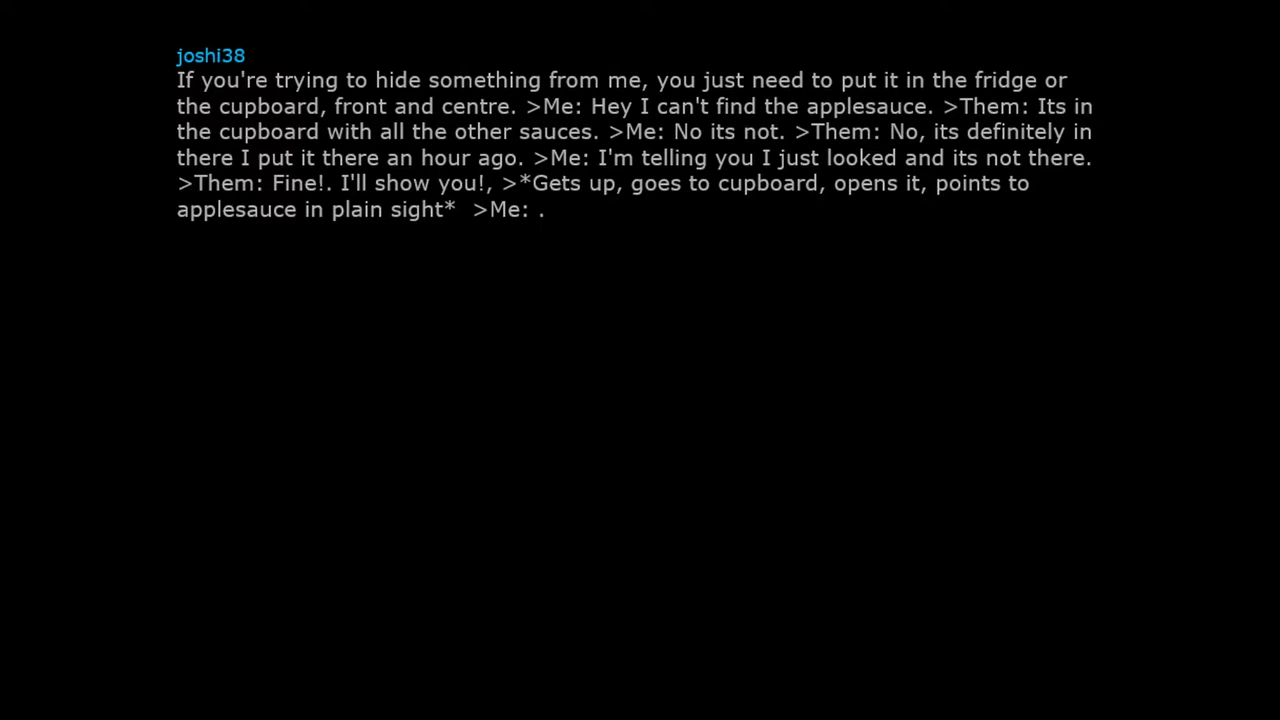 joshi38
If you're trying to hide something from me, you just need to put it in the fridge or
the cupboard, front and centre. >Me: Hey I can't find the applesauce. >Them: Its in
the cupboard with all the other sauces. >Me: No its not. >Them: No, its definitely in
there I put it there an hour ago. >Me: I'm telling you I just looked and its not there.
>Them: Fine!. I'll show you!, >*Gets up, goes to cupboard, opens it, points to
applesauce in plain sight*  >Me: .